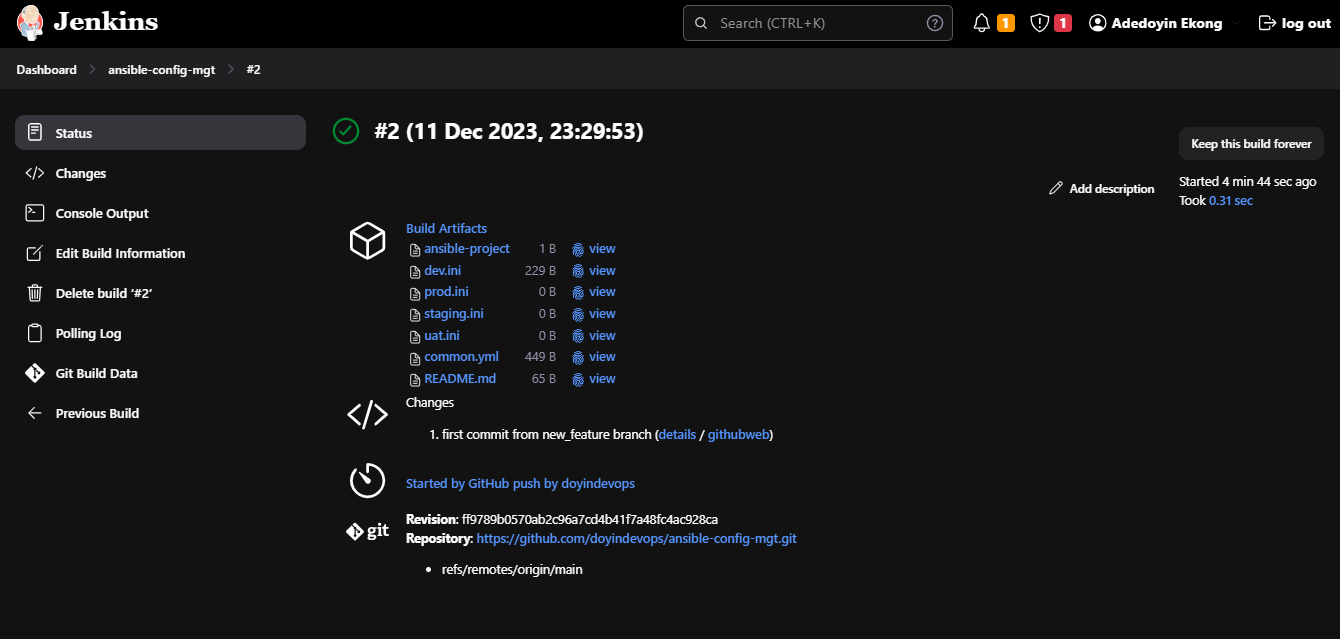 Jenkins
Search (CTRL+K)
?
1
1
Adedoyin Ekong
log out
Dashboard
ansible-config-mgt
#2
Status
Changes
Console Output
Edit Build Information
Delete build ‘#2’
Polling Log
Git Build Data
Previous Build
#2 (11 Dec 2023, 23:29:53)
Keep this build forever
Add description
Started 4 min 44 sec ago
Took 0.31 sec
Build Artifacts
ansible-project 1 B view
dev.ini 229 B view
prod.ini 0 B view
staging.ini 0 B view
uat.ini 0 B view
common.yml 449 B view
README.md 65 B view
Changes
1. first commit from new_feature branch (details / githubweb)
Started by GitHub push by doyindevops
git
Revision: ff9789b0570ab2c96a7cd4b41f7a48fc4ac928ca
Repository: https://github.com/doyindevops/ansible-config-mgt.git
• refs/remotes/origin/main